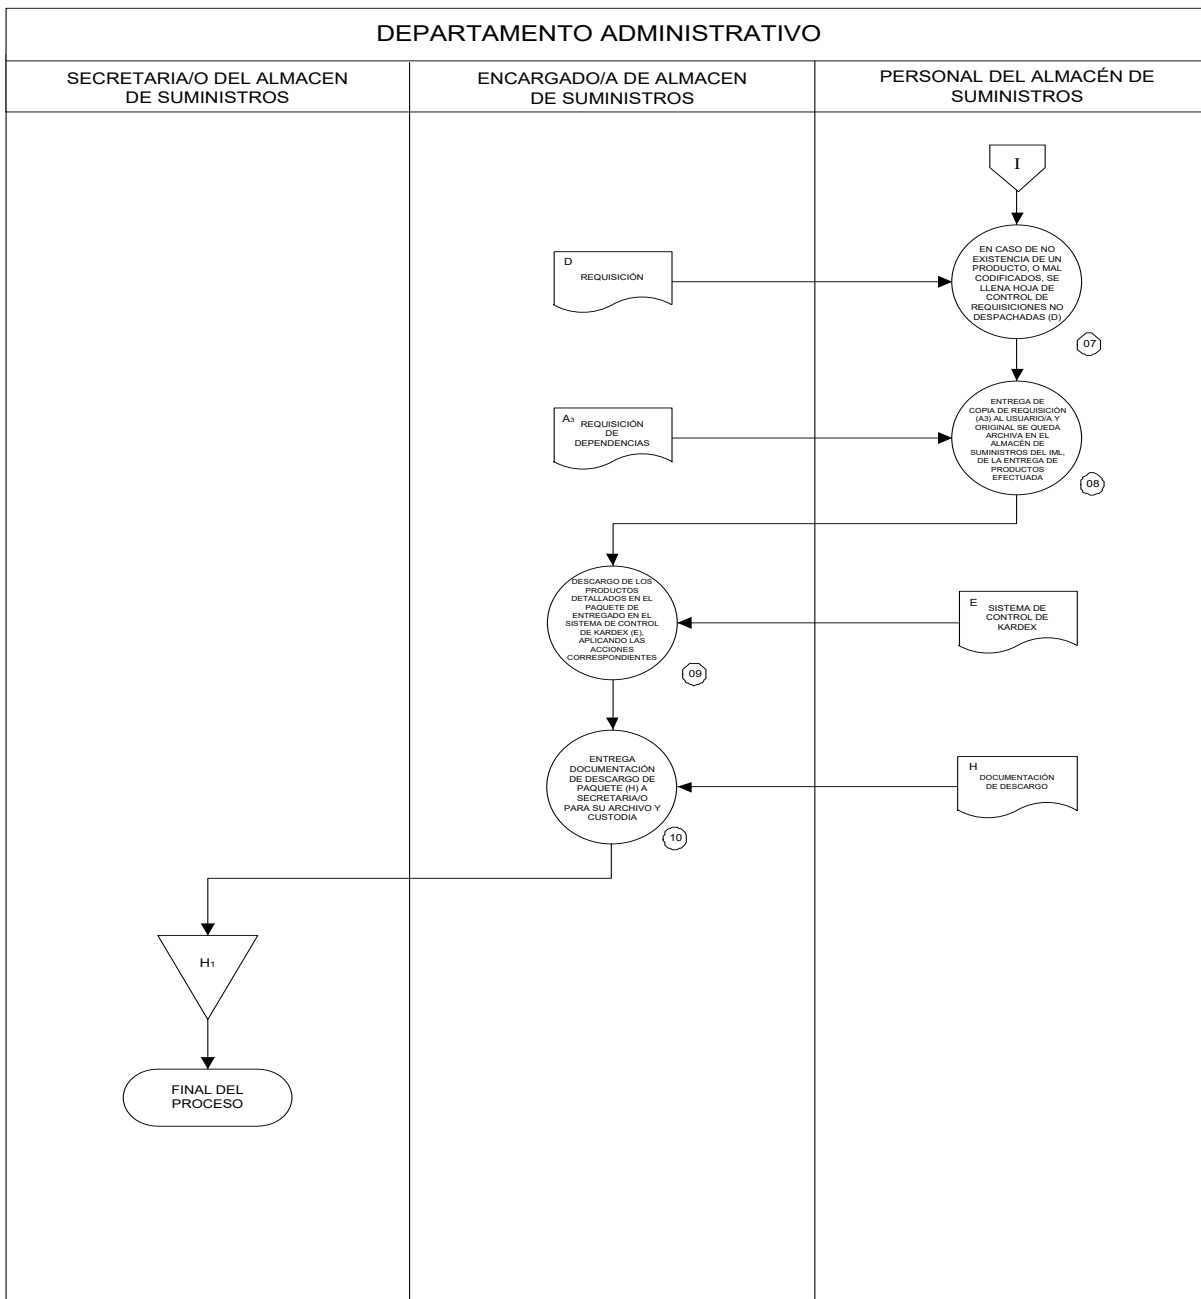 DEPARTAMENTO ADMINISTRATIVO
SECRETARIA/O DEL ALMACEN
DE SUMINISTROS
ENCARGADO/A DE ALMACEN
DE SUMINISTROS
PERSONAL DEL ALMACÉN DE
SUMINISTROS
I
D
REQUISICIÓN
EN CASO DE NO
EXISTENCIA DE UN
PRODUCTO, O MAL
CODIFICADOS, SE
LLENA HOJA DE
CONTROL DE
REQUISICIONES NO
DESPACHADAS (D)
07
A3
REQUISICIÓN
DE
DEPENDENCIAS
ENTREGA DE
COPIA DE REQUISICIÓN
(A3) AL USUARIO/A Y
ORIGINAL SE QUEDA
ARCHIVA EN EL
ALMACÉN DE
SUMINISTROS DEL IML,
DE LA ENTREGA DE
PRODUCTOS
EFECTUADA
08
DESCARGO DE LOS
PRODUCTOS
DETALLADOS EN EL
PAQUETE DE
ENTREGADO EN EL
SISTEMA DE CONTROL
DE KARDEX (E),
APLICANDO LAS
ACCIONES
CORRESPONDIENTES
09
E
SISTEMA DE
CONTROL DE
KARDEX
ENTREGA
DOCUMENTACIÓN
DE DESCARGO DE
PAQUETE (H) A
SECRETARIA/O
PARA SU ARCHIVO Y
CUSTODIA
10
H
DOCUMENTACIÓN
DE DESCARGO
H1
FINAL DEL
PROCESO